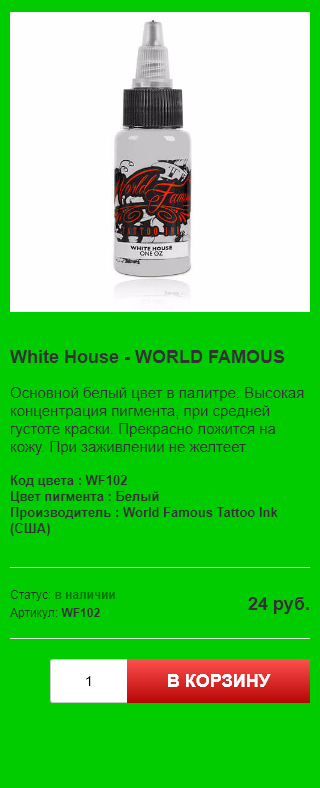 World Famous
TATTOO INK
WHITE HOUSE
ONE OZ
White House - WORLD FAMOUS
Основной белый цвет в палитре. Высокая
концентрация пигмента, при средней
густоте краски. Прекрасно ложится на
кожу. При заживлении не желтеет.
Код цвета : WF102
Цвет пигмента : Белый
Производитель : World Famous Tattoo Ink
(США)
Статус: в наличии
Артикул: WF102
24 руб.
1
В КОРЗИНУ